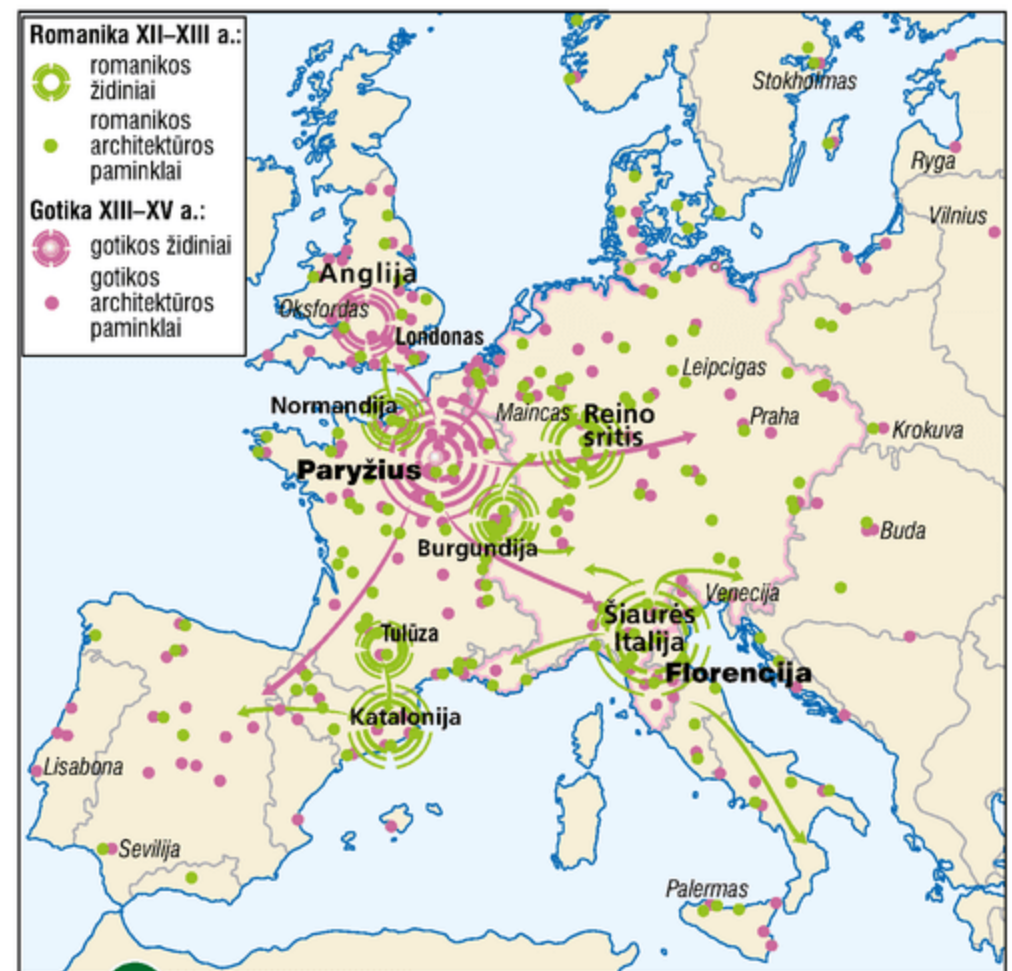 Romanika XII–XIII a.:
romanikos
židiniai
romanikos
architektūros
paminklai
Gotika XIII–XV a.:
gotikos židiniai
gotikos
architektūros
paminklai
Stokholmas
Ryga
Vilnius
Anglija
Oksfordas
Londonas
Leipcigas
Normandija
Maincas
Reino
sritis
Praha
Krokuva
Paryžius
Buda
Burgundija
Venecija
Šiaurės
Italija
Tulūza
Florencija
Katalonija
Lisabona
Sevilija
Palermas